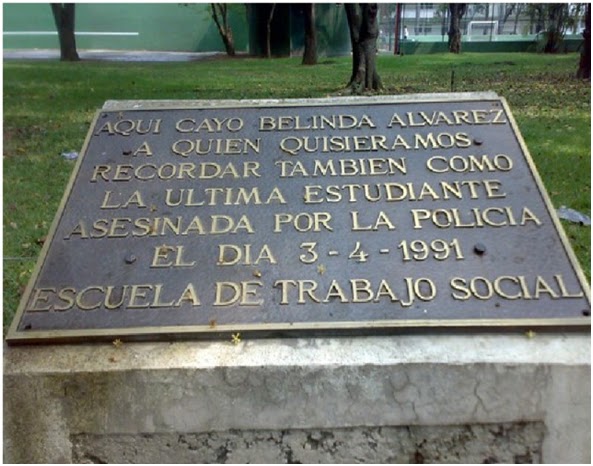 AQUI CAYO BELINDA ALVAREZ
A QUIEN QUISIERAMOS
RECORDAR TAMBIEN COMO
LA ULTIMA ESTUDIANTE
ASESINADA POR LA POLICIA
EL DIA 3-4-1991
ESCUELA DE TRABAJO SOCIAL